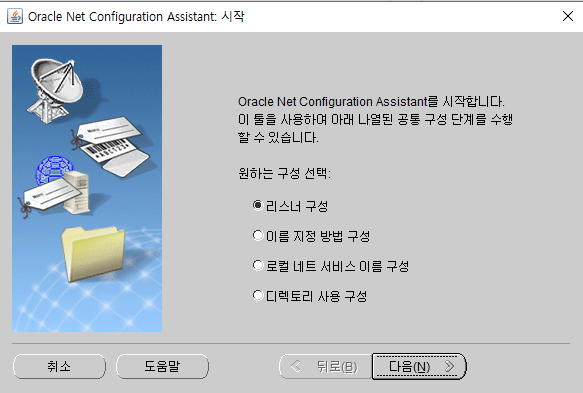 Oracle Net Configuration Assistant: 시작
Oracle Net Configuration Assistant를 시작합니다.
이 툴을 사용하며 아래 나열된 공통 구성 단계를 수행
할 수 있습니다.
원하는 구성 선택:
리스너 구성
이름 지정 방법 구성
로컬 네트 서비스 이름 구성
디렉토리 사용 구성
취소
도움말
뒤로(B)
다음(N)